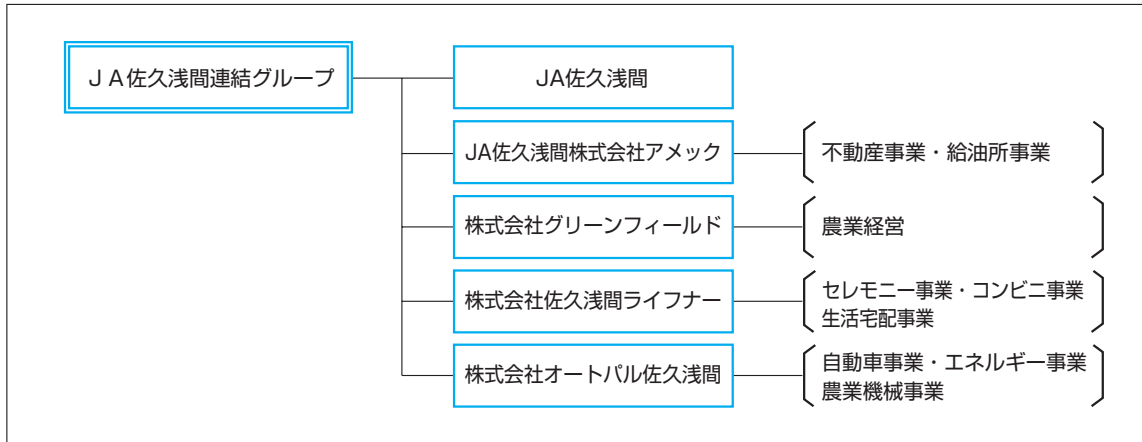 ＪＡ佐久浅間連結グループ
JA佐久浅間
JA佐久浅間株式会社アメック
不動産事業・給油所事業
株式会社グリーンフィールド
農業経営
株式会社佐久浅間ライフナー
セレモニー事業・コンビニ事業
生活宅配事業
株式会社オートパル佐久浅間
自動車事業・エネルギー事業
農業機械事業